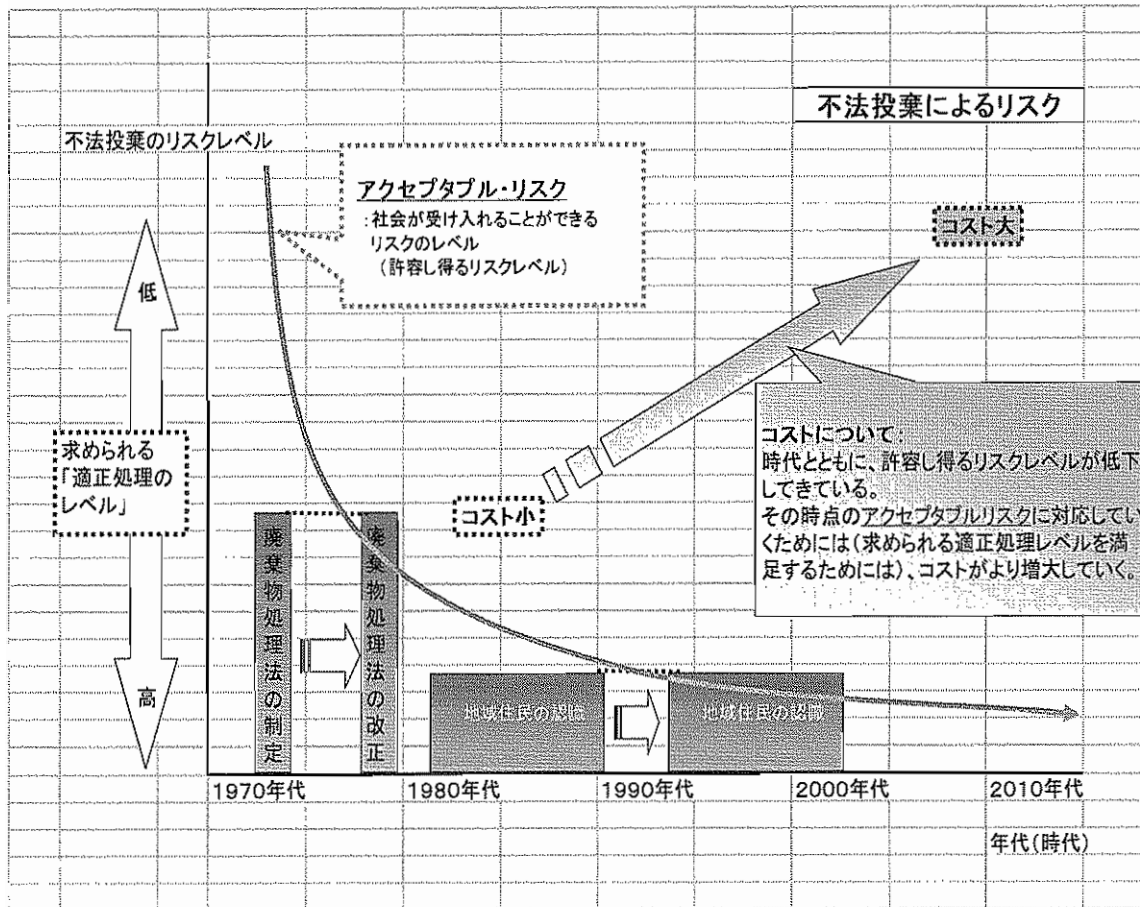 不法投棄によるリスク
不法投棄のリスクレベル
アクセプタブル・リスク
:社会が受け入れることができる
リスクのレベル
(許容し得るリスクレベル)
コスト大
低
求められる
「適正処理の
レベル」
高
コスト小
コストについて:
時代とともに、許容し得るリスクレベルが低下
してきている。
その時点のアクセプタブルリスクに対応してい
くためには(求められる適正処理レベルを満
足するためには)、コストがより増大していく。
廃棄物処理法の制定
廃棄物処理法の改正
地域住民の認識
地域住民の認識
1970年代
1980年代
1990年代
2000年代
2010年代
年代(時代)